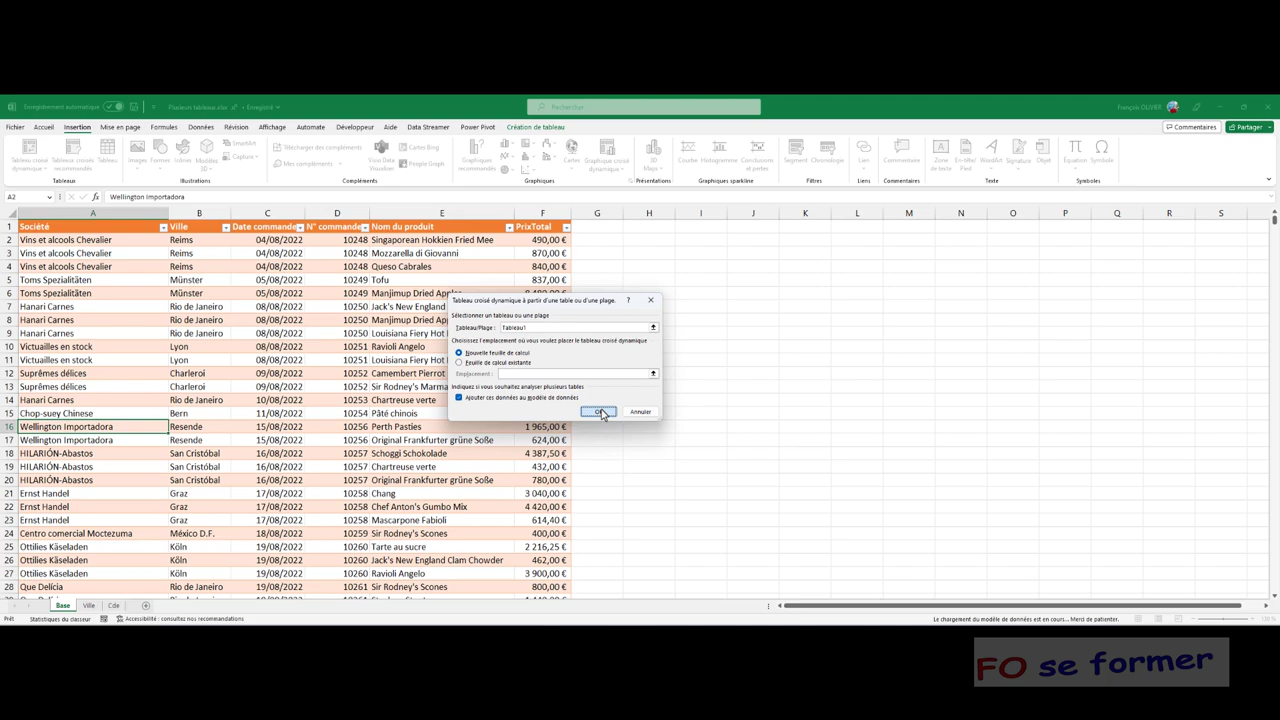 Enregistrement automatique
Plusieurs tableaux.xlsx • Enregistré
Rechercher
François OLIVIER
Fichier Accueil Insertion Mise en page Formules Données Révision Affichage Automate Développeur Aide Data Streamer Power Pivot Création de tableau
Commentaires Partager
Tableau croisé dynamique Tableaux croisés recommandés Tableau Images Formes Icônes Modèles 3D SmartArt Capture
Télécharger des compléments Mes compléments Visio Data Visualizer Bing People Graph
Graphiques recommandés Cartes Graphique croisé dynamique 3D Maps Courbe Histogramme Conclusions et pertes Segment Chronologie Lien Commentaire Zone de texte En-tête/Pied WordArt Signature Objet Équation Symbole
Tableaux Illustrations Compléments Graphiques Présentations Graphiques sparkline Filtres Liens Commentaires Texte Symboles
A2 fx Wellington Importadora
A B C D E F G H I J K L M N O P Q R S
1 Société Ville Date commande N° commande Nom du produit PrixTotal
2 Vins et alcools Chevalier Reims 04/08/2022 10248 Singaporean Hokkien Fried Mee 490,00 €
3 Vins et alcools Chevalier Reims 04/08/2022 10248 Mozzarella di Giovanni 870,00 €
4 Vins et alcools Chevalier Reims 04/08/2022 10248 Queso Cabrales 840,00 €
5 Toms Spezialitäten Münster 05/08/2022 10249 Tofu 837,00 €
6 Toms Spezialitäten Münster 05/08/2022 10249 Manjimup Dried
7 Hanari Carnes Rio de Janeiro 08/08/2022 10250 Jack's New England
8 Hanari Carnes Rio de Janeiro 08/08/2022 10250 Manjimup Dried
9 Hanari Carnes Rio de Janeiro 08/08/2022 10250 Louisiana Fiery Hot
10 Victuailles en stock Lyon 08/08/2022 10251 Ravioli Angelo
11 Victuailles en stock Lyon 08/08/2022 10251 Louisiana Fiery Hot
12 Suprêmes délices Charleroi 09/08/2022 10252 Camembert Pierrot
13 Suprêmes délices Charleroi 09/08/2022 10252 Sir Rodney's
14 Hanari Carnes Rio de Janeiro 10/08/2022 10253
15 Chop-suey Chinese Bern 11/08/2022 10254 Pâté chinois
16 Wellington Importadora Resende 15/08/2022 10256 Perth Pasties 1 965,00 €
17 Wellington Importadora Resende 15/08/2022 10256 Original Frankfurter grüne Soße 624,00 €
18 HILARIÓN-Abastos San Cristóbal 16/08/2022 10257 Schoggi Schokolade 4 387,50 €
19 HILARIÓN-Abastos San Cristóbal 16/08/2022 10257 Chartreuse verte 432,00 €
20 HILARIÓN-Abastos San Cristóbal 16/08/2022 10257 Original Frankfurter grüne Soße 780,00 €
21 Ernst Handel Graz 17/08/2022 10258 Chang 3 040,00 €
22 Ernst Handel Graz 17/08/2022 10258 Chef Anton's Gumbo Mix 4 420,00 €
23 Ernst Handel Graz 17/08/2022 10258 Mascarpone Fabioli 614,40 €
24 Centro comercial Moctezuma México D.F. 18/08/2022 10259 Sir Rodney's Scones 400,00 €
25 Ottilies Käseladen Köln 19/08/2022 10260 Tarte au sucre 2 216,25 €
26 Ottilies Käseladen Köln 19/08/2022 10260 Jack's New England Clam Chowder 462,00 €
27 Ottilies Käseladen Köln 19/08/2022 10260 Ravioli Angelo 3 900,00 €
28 Que Delícia Rio de Janeiro 19/08/2022 10261 Sir Rodney's Scones 800,00 €
Tableau croisé dynamique à partir d'une table ou d'une plage. ?
Sélectionner un tableau ou une plage
Tableau/Plage : Tableau1
Choisissez l'emplacement où vous voulez placer le tableau croisé dynamique
Nouvelle feuille de calcul
Feuille de calcul existante
Emplacement :
Indiquez si vous souhaitez analyser plusieurs tables
Ajouter ces données au modèle de données
OK Annuler
Base Ville Cde
Prêt Statistiques du classeur Accessibilité : consultez nos recommandations Le chargement du modèle de données est en cours... Merci de patienter.
FO se former